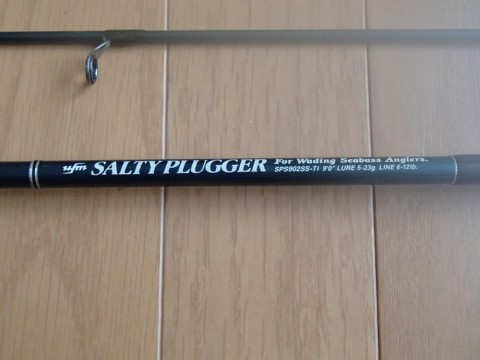 ufm SALTY PLUGGER For Wading Seabass Anglers.
SPS902SS-Ti 9'0" LURE 5-23g LINE 6-12lb.